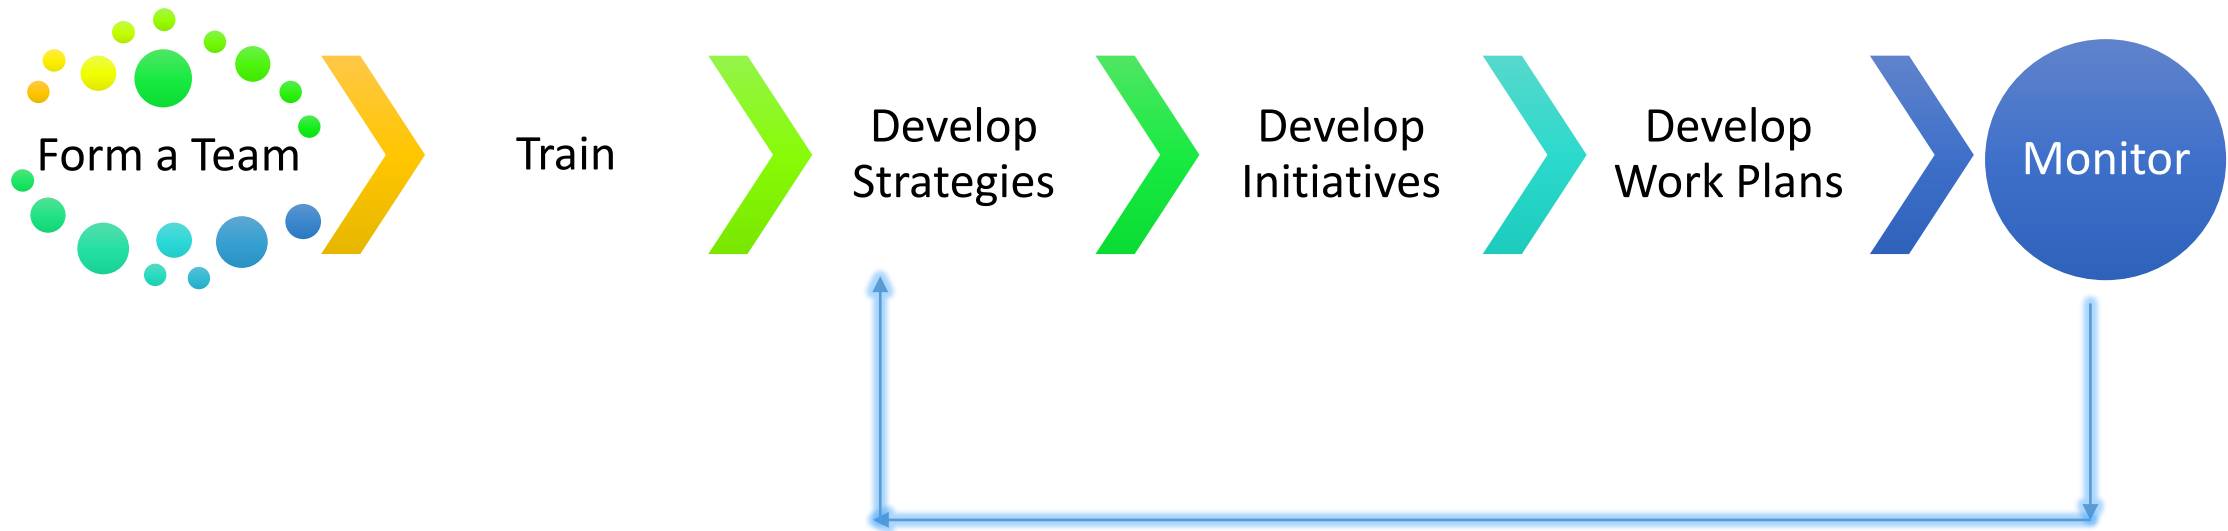 Form a Team
Train
Develop
Strategies
Develop
Initiatives
Develop
Work Plans
Monitor